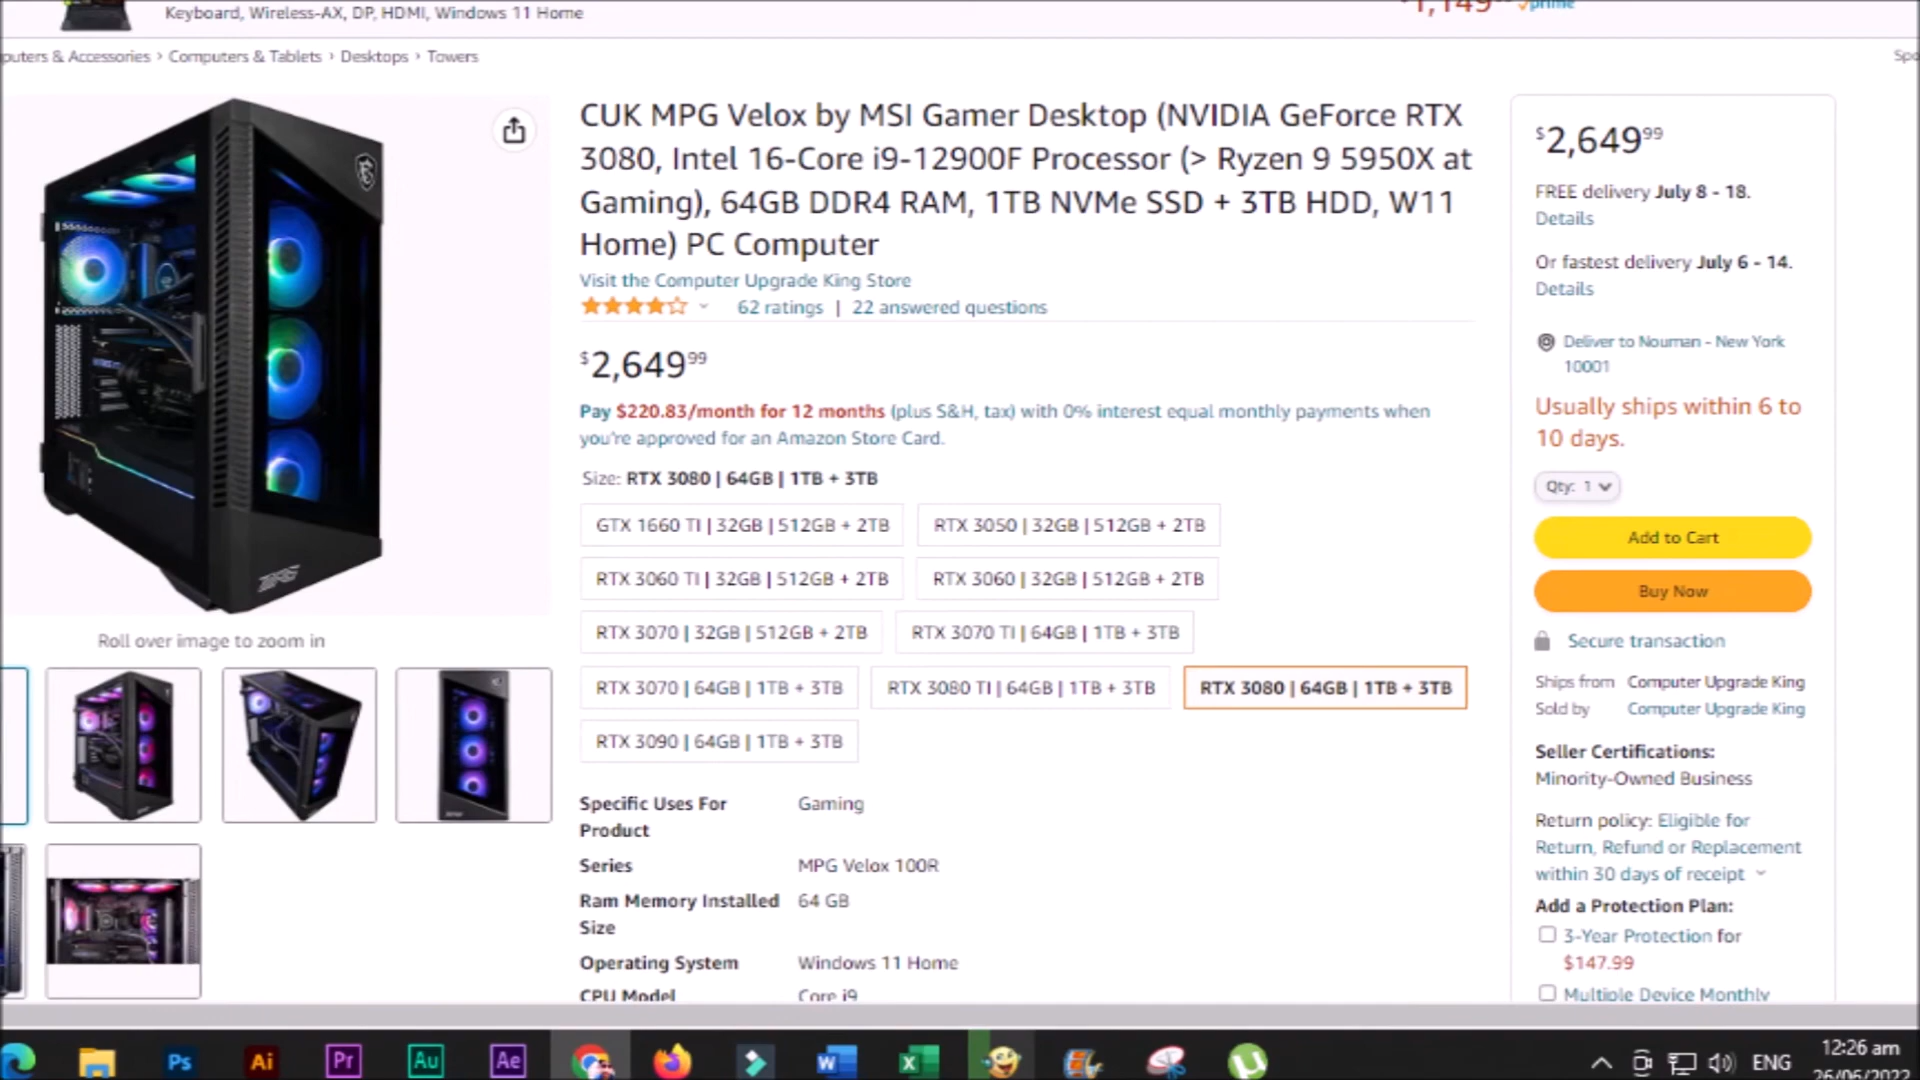 Keyboard, Wireless-AX, DP, HDMI, Windows 11 Home
$1,149 prime
puters & Accessories › Computers & Tablets › Desktops › Towers
Spo
CUK MPG Velox by MSI Gamer Desktop (NVIDIA GeForce RTX
3080, Intel 16-Core i9-12900F Processor (> Ryzen 9 5950X at
Gaming), 64GB DDR4 RAM, 1TB NVMe SSD + 3TB HDD, W11
Home) PC Computer
Visit the Computer Upgrade King Store
62 ratings | 22 answered questions
$2,649 99
Pay $220.83/month for 12 months (plus S&H, tax) with 0% interest equal monthly payments when
you're approved for an Amazon Store Card.
Size: RTX 3080 | 64GB | 1TB + 3TB
GTX 1660 TI | 32GB | 512GB + 2TB
RTX 3050 | 32GB | 512GB + 2TB
RTX 3060 TI | 32GB | 512GB + 2TB
RTX 3060 | 32GB | 512GB + 2TB
RTX 3070 | 32GB | 512GB + 2TB
RTX 3070 TI | 64GB | 1TB + 3TB
RTX 3070 | 64GB | 1TB + 3TB
RTX 3080 TI | 64GB | 1TB + 3TB
RTX 3080 | 64GB | 1TB + 3TB
RTX 3090 | 64GB | 1TB + 3TB
Specific Uses For Gaming
Product
Series MPG Velox 100R
Ram Memory Installed 64 GB
Size
Operating System Windows 11 Home
CPU Model Core i9
Roll over image to zoom in
$2,649 99
FREE delivery July 8 - 18.
Details
Or fastest delivery July 6 - 14.
Details
Deliver to Nouman - New York
10001
Usually ships within 6 to
10 days.
Qty: 1
Add to Cart
Buy Now
Secure transaction
Ships from Computer Upgrade King
Sold by Computer Upgrade King
Seller Certifications:
Minority-Owned Business
Return policy: Eligible for
Return, Refund or Replacement
within 30 days of receipt
Add a Protection Plan:
3-Year Protection for
$147.99
Multiple Device Monthly
Ps
Ai
Pr
Au
Ae
ENG
12:26 am
26/06/2022